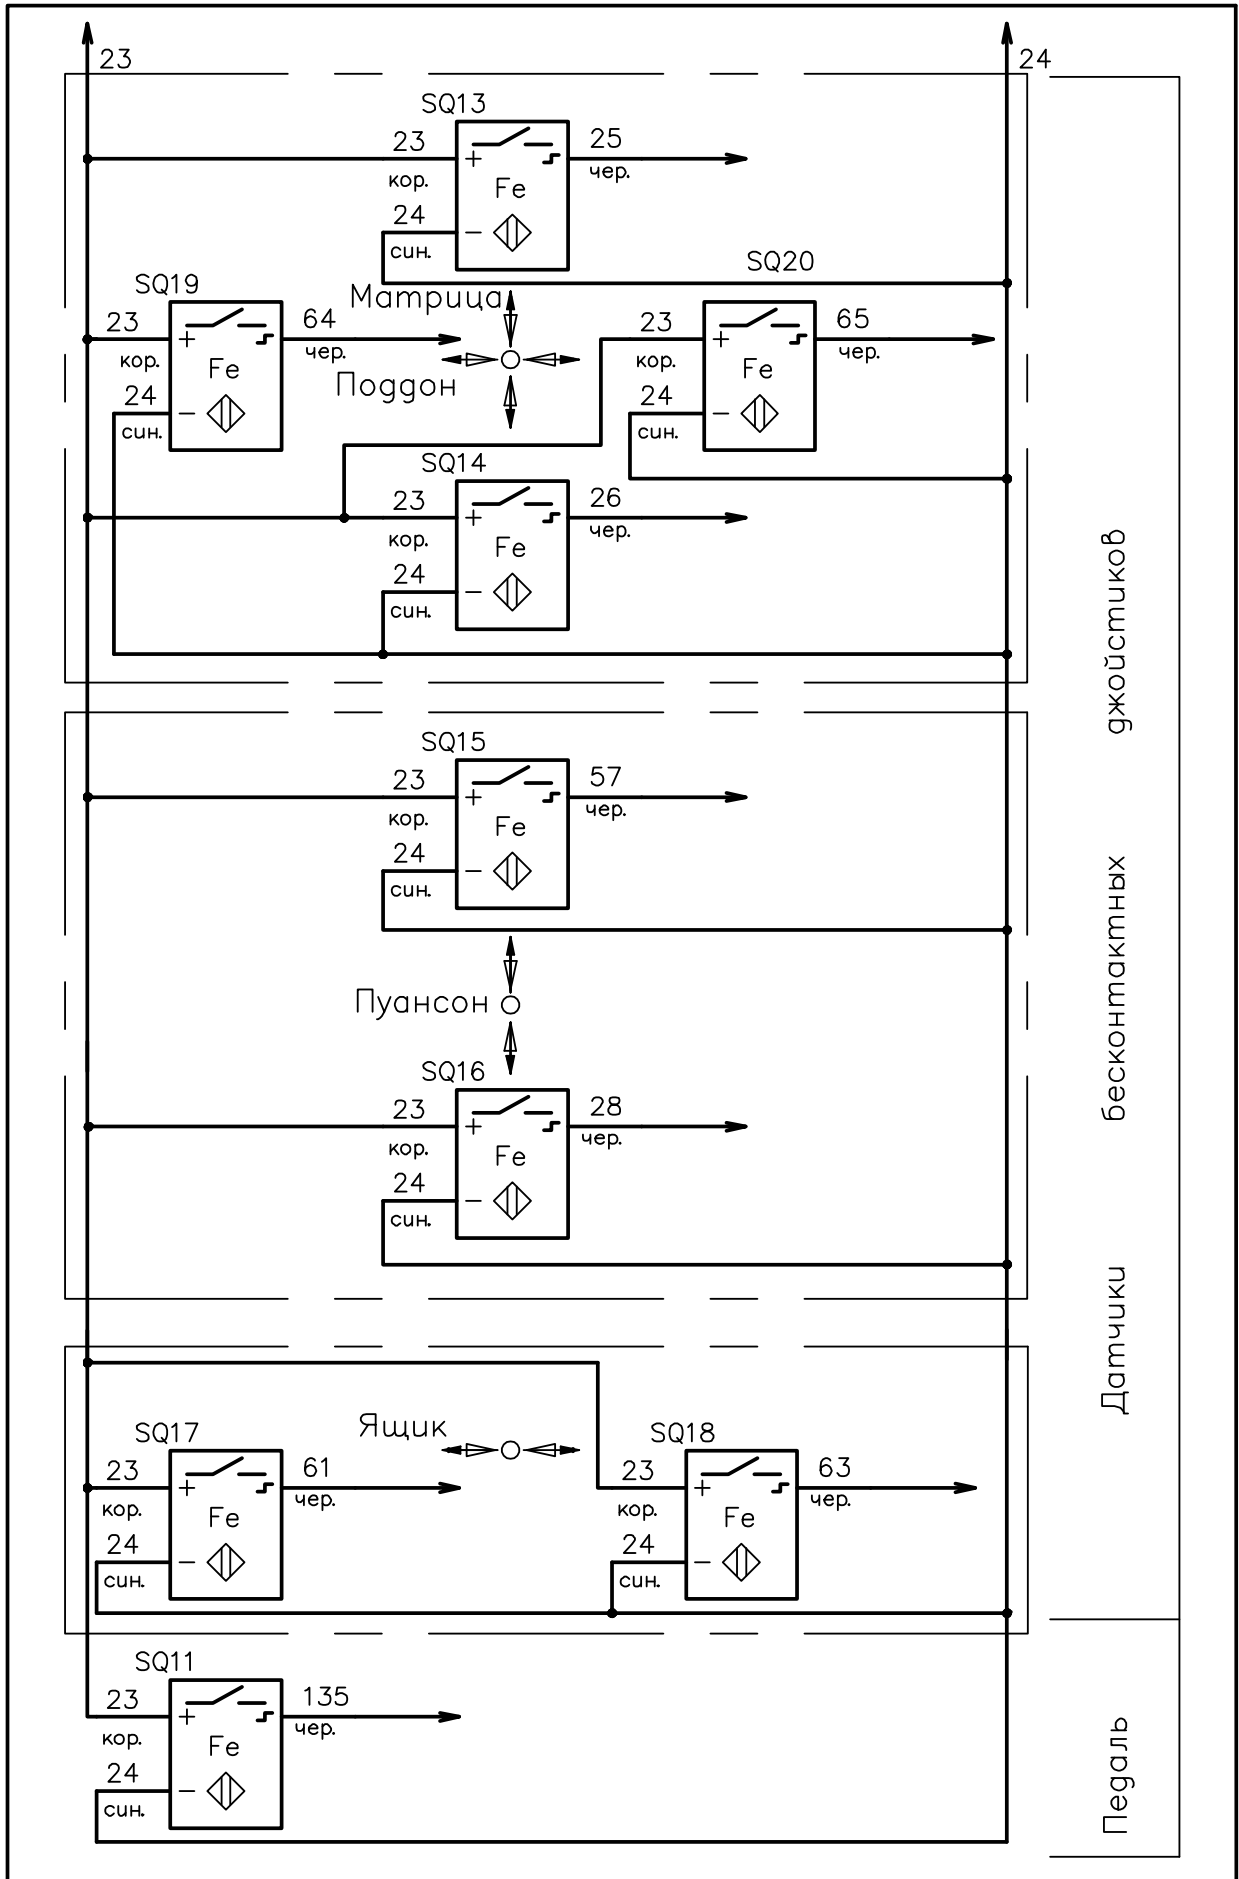 23
24
SQ13
23
25
+
кор.
чер.
Fe
24
−
син.
SQ20
SQ19
Матрица
23
64
23
65
+
+
кор.
чер.
кор.
чер.
Fe
Поддон
Fe
24
−
24
−
син.
син.
SQ14
23
26
+
кор.
чер.
Fe
24
−
син.
SQ15
23
57
+
кор.
чер.
Fe
24
−
син.
Пуансон
SQ16
23
28
+
кор.
чер.
Fe
24
−
син.
SQ17
Ящик
SQ18
23
61
23
63
+
+
кор.
чер.
кор.
чер.
Fe
Fe
24
−
24
−
син.
син.
SQ11
23
135
+
кор.
чер.
Fe
24
−
син.
Датчики бесконтактных джойстиков
Педаль